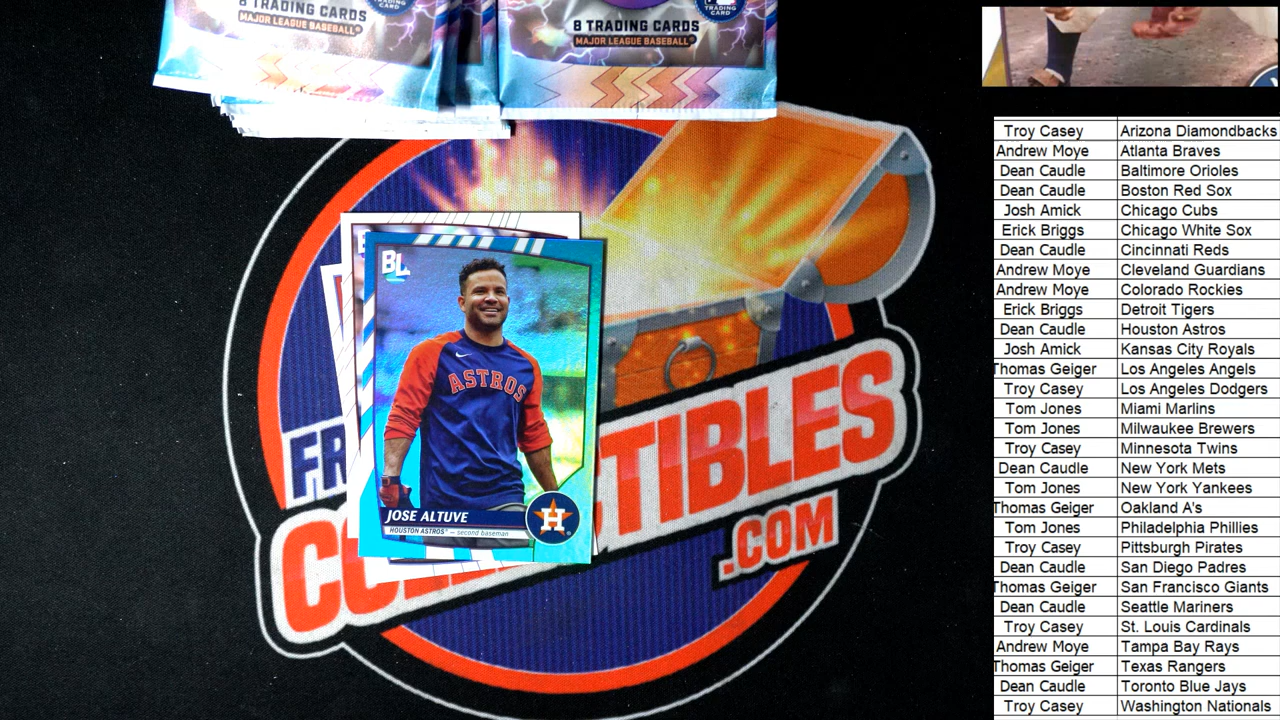 8 TRADING CARDS
MAJOR LEAGUE BASEBALL
TRADING CARD
8 TRADING CARDS
MAJOR LEAGUE BASEBALL
TRADING CARD
BL
ASTROS
JOSE ALTUVE
HOUSTON ASTROS — second baseman
H
FR
COLL
TIBLES
.COM
Troy Casey Arizona Diamondbacks
Andrew Moye Atlanta Braves
Dean Caudle Baltimore Orioles
Dean Caudle Boston Red Sox
Josh Amick Chicago Cubs
Erick Briggs Chicago White Sox
Dean Caudle Cincinnati Reds
Andrew Moye Cleveland Guardians
Andrew Moye Colorado Rockies
Erick Briggs Detroit Tigers
Dean Caudle Houston Astros
Josh Amick Kansas City Royals
Thomas Geiger Los Angeles Angels
Troy Casey Los Angeles Dodgers
Tom Jones Miami Marlins
Tom Jones Milwaukee Brewers
Troy Casey Minnesota Twins
Dean Caudle New York Mets
Tom Jones New York Yankees
Thomas Geiger Oakland A's
Tom Jones Philadelphia Phillies
Troy Casey Pittsburgh Pirates
Dean Caudle San Diego Padres
Thomas Geiger San Francisco Giants
Dean Caudle Seattle Mariners
Troy Casey St. Louis Cardinals
Andrew Moye Tampa Bay Rays
Thomas Geiger Texas Rangers
Dean Caudle Toronto Blue Jays
Troy Casey Washington Nationals